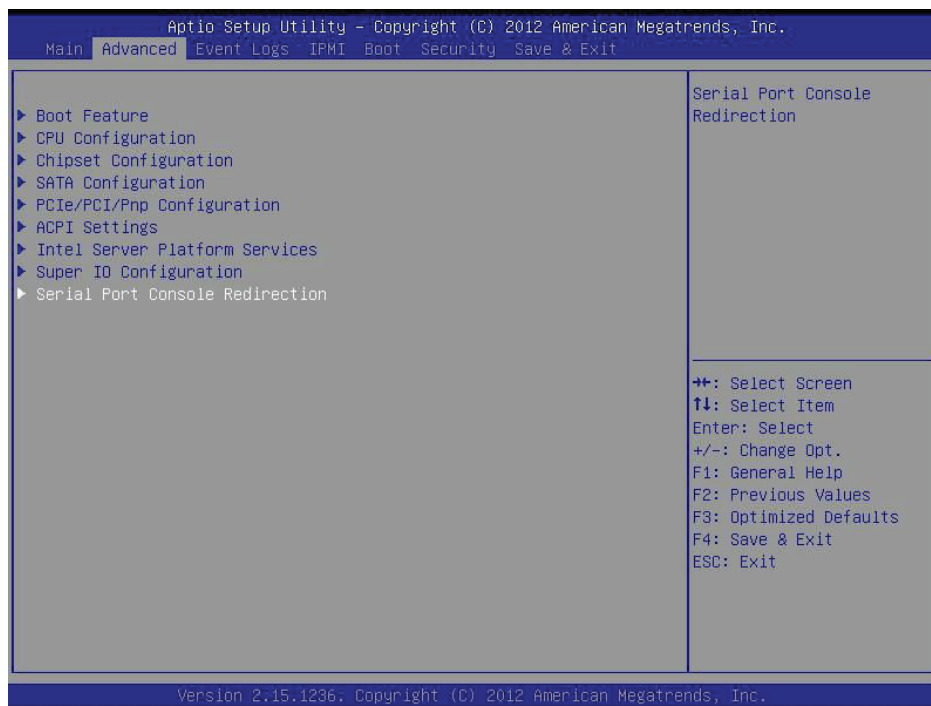 Aptio Setup Utility - Copyright (C) 2012 American Megatrends, Inc.
Main Advanced Event Logs IPMI Boot Security Save & Exit
▶ Boot Feature
▶ CPU Configuration
▶ Chipset Configuration
▶ SATA Configuration
▶ PCIe/PCI/Pnp Configuration
▶ ACPI Settings
▶ Intel Server Platform Services
▶ Super IO Configuration
▶ Serial Port Console Redirection
Serial Port Console
Redirection
→←: Select Screen
↑↓: Select Item
Enter: Select
+/-: Change Opt.
F1: General Help
F2: Previous Values
F3: Optimized Defaults
F4: Save & Exit
ESC: Exit
Version 2.15.1236. Copyright (C) 2012 American Megatrends, Inc.